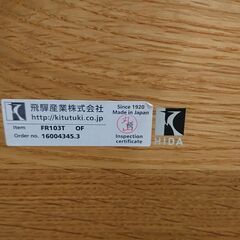 飛騨産業株式会社
http://kitutuki.co.jp
Item FR103T OF
Order no. 16004345.3
Since 1920
Made in Japan
Inspection
certificate
HIDA